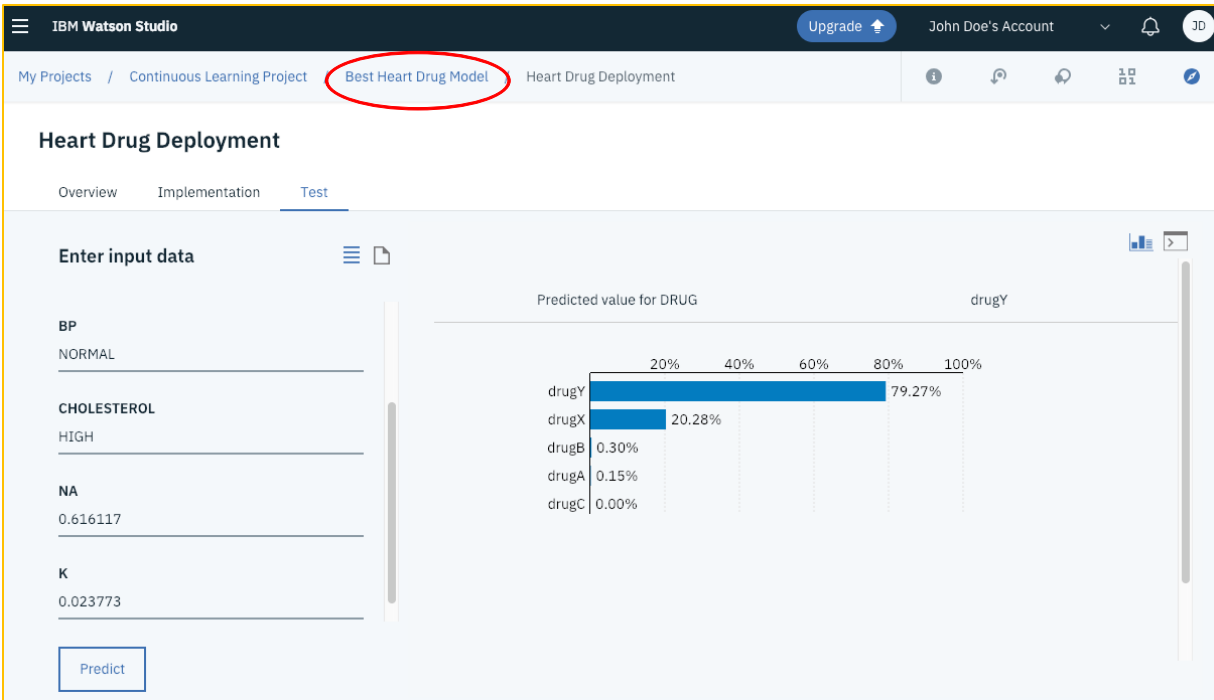 IBM Watson Studio Upgrade John Doe's Account JD
My Projects / Continuous Learning Project / Best Heart Drug Model / Heart Drug Deployment
Heart Drug Deployment
Overview Implementation Test
Enter input data
BP
NORMAL
CHOLESTEROL
HIGH
NA
0.616117
K
0.023773
Predict
Predicted value for DRUG drugY
20% 40% 60% 80% 100%
drugY 79.27%
drugX 20.28%
drugB 0.30%
drugA 0.15%
drugC 0.00%